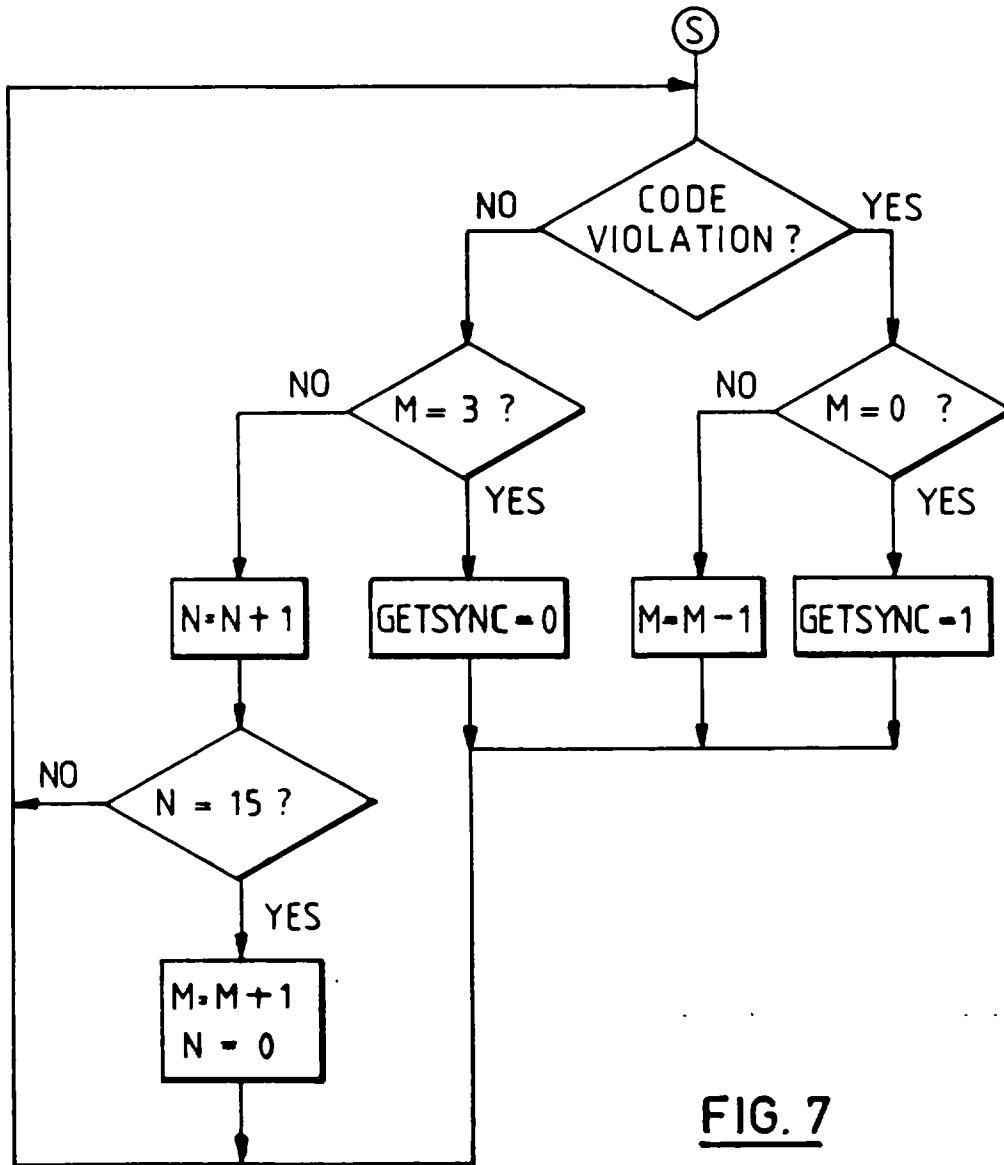 S
NO
CODE
VIOLATION ?
YES
NO
M = 3 ?
YES
NO
M = 0 ?
YES
N=N + 1
GETSYNC=0
M=M-1
GETSYNC=1
NO
N = 15 ?
YES
M=M+1
N = 0
FIG. 7